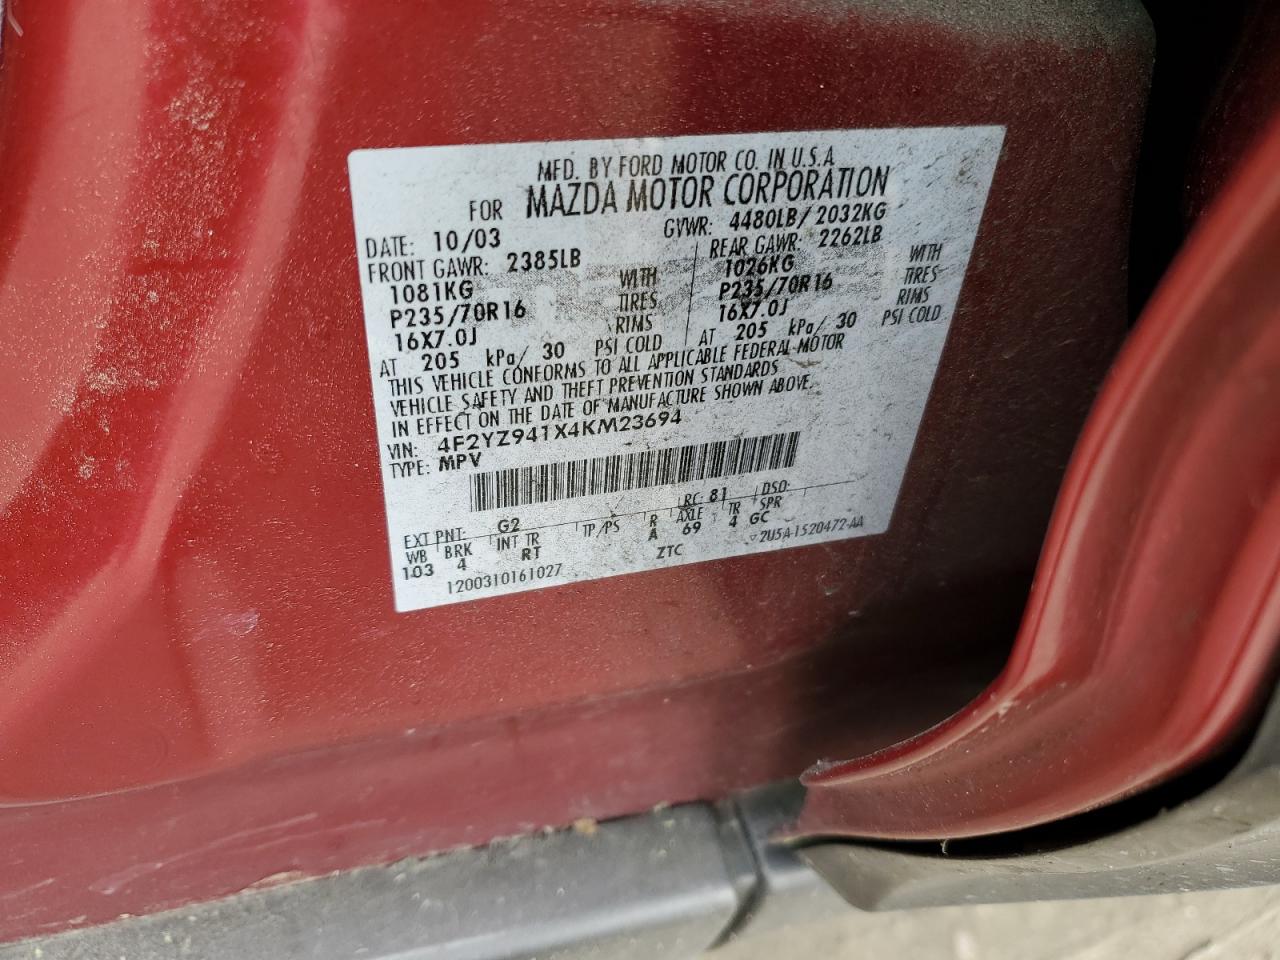 MFD. BY FORD MOTOR CO. IN U.S.A
FOR MAZDA MOTOR CORPORATION
DATE: 10/03 GVWR: 4480LB/2032KG
FRONT GAWR: 2385LB REAR GAWR: 2262LB
1081KG WITH 1026KG WITH
P235/70R16 TIRES P235/70R16 TIRES
16X7.0J RIMS 16X7.0J RIMS
AT 205 kPa/ 30 PSI COLD AT 205 kPa/ 30 PSI COLD
THIS VEHICLE CONFORMS TO ALL APPLICABLE FEDERAL MOTOR
VEHICLE SAFETY AND THEFT PREVENTION STANDARDS
IN EFFECT ON THE DATE OF MANUFACTURE SHOWN ABOVE.
VIN: 4F2YZ941X4KM23694
TYPE: MPV
EXT PNT: G2 RC: 81 DSO:
WB BRK INT TR TP/PS R AXLE TR SPR
103 4 RT A 69 4 GC
1200310161027 ZTC 2U5A-1520472-AA